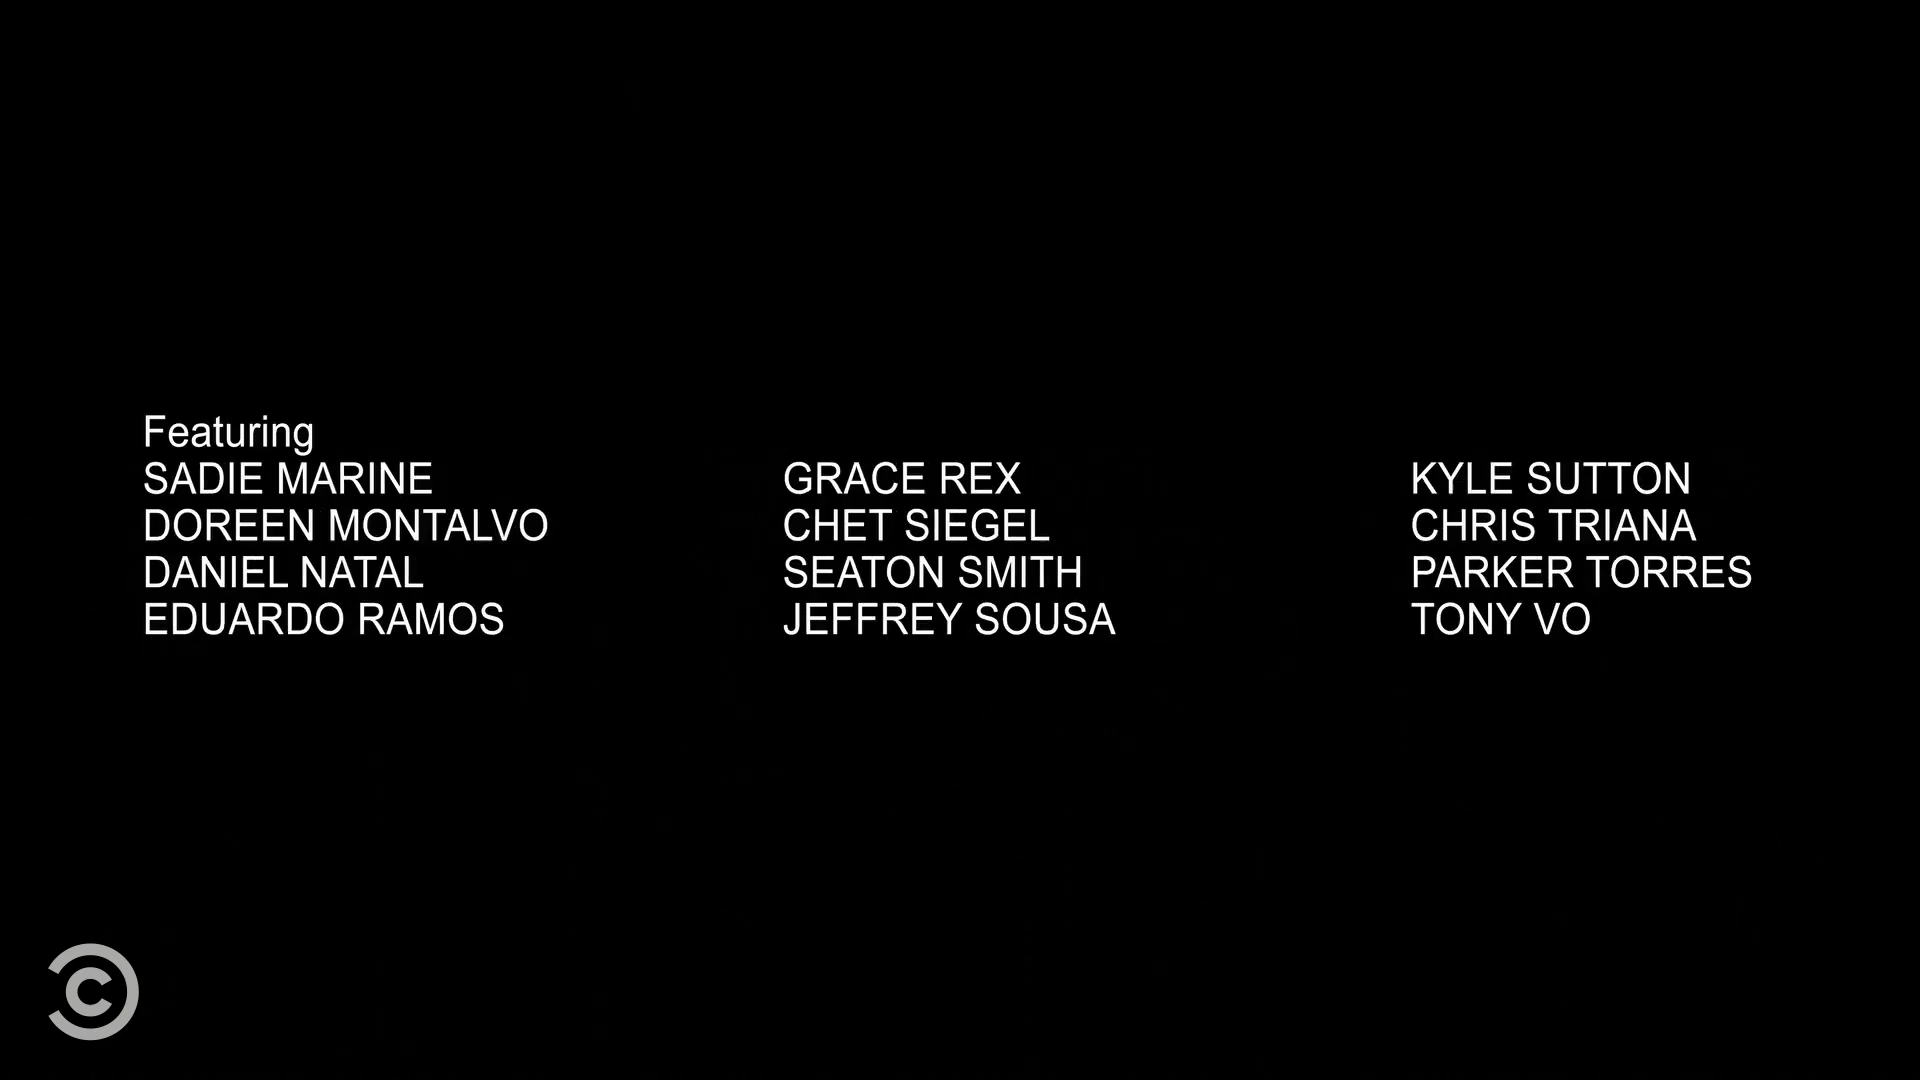 Featuring
SADIE MARINE
DOREEN MONTALVO
DANIEL NATAL
EDUARDO RAMOS
GRACE REX
CHET SIEGEL
SEATON SMITH
JEFFREY SOUSA
KYLE SUTTON
CHRIS TRIANA
PARKER TORRES
TONY VO